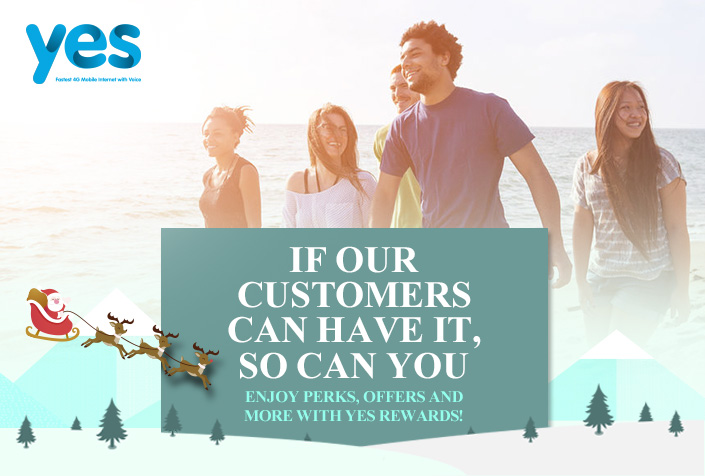 yes
Fastest 4G Mobile Internet with Voice
IF OUR
CUSTOMERS
CAN HAVE IT,
SO CAN YOU
ENJOY PERKS, OFFERS AND
MORE WITH YES REWARDS!